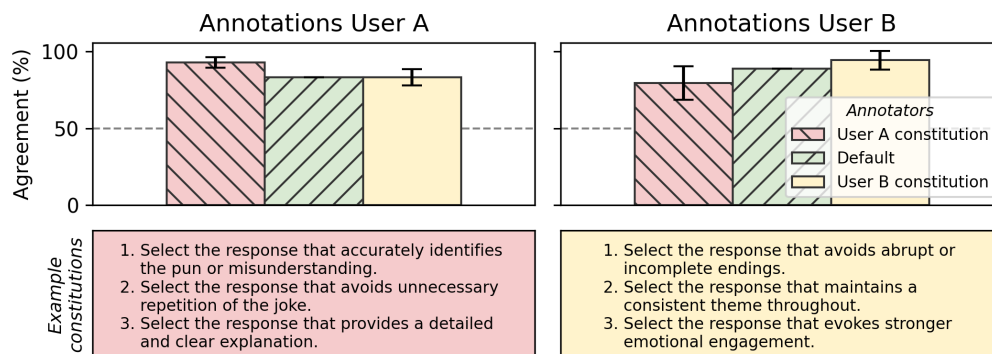 Annotations User A
Annotations User B
Agreement (%)
100
50
0
Annotators
User A constitution
Default
User B constitution
Example
constitutions
1. Select the response that accurately identifies
the pun or misunderstanding.
2. Select the response that avoids unnecessary
repetition of the joke.
3. Select the response that provides a detailed
and clear explanation.
1. Select the response that avoids abrupt or
incomplete endings.
2. Select the response that maintains a
consistent theme throughout.
3. Select the response that evokes stronger
emotional engagement.